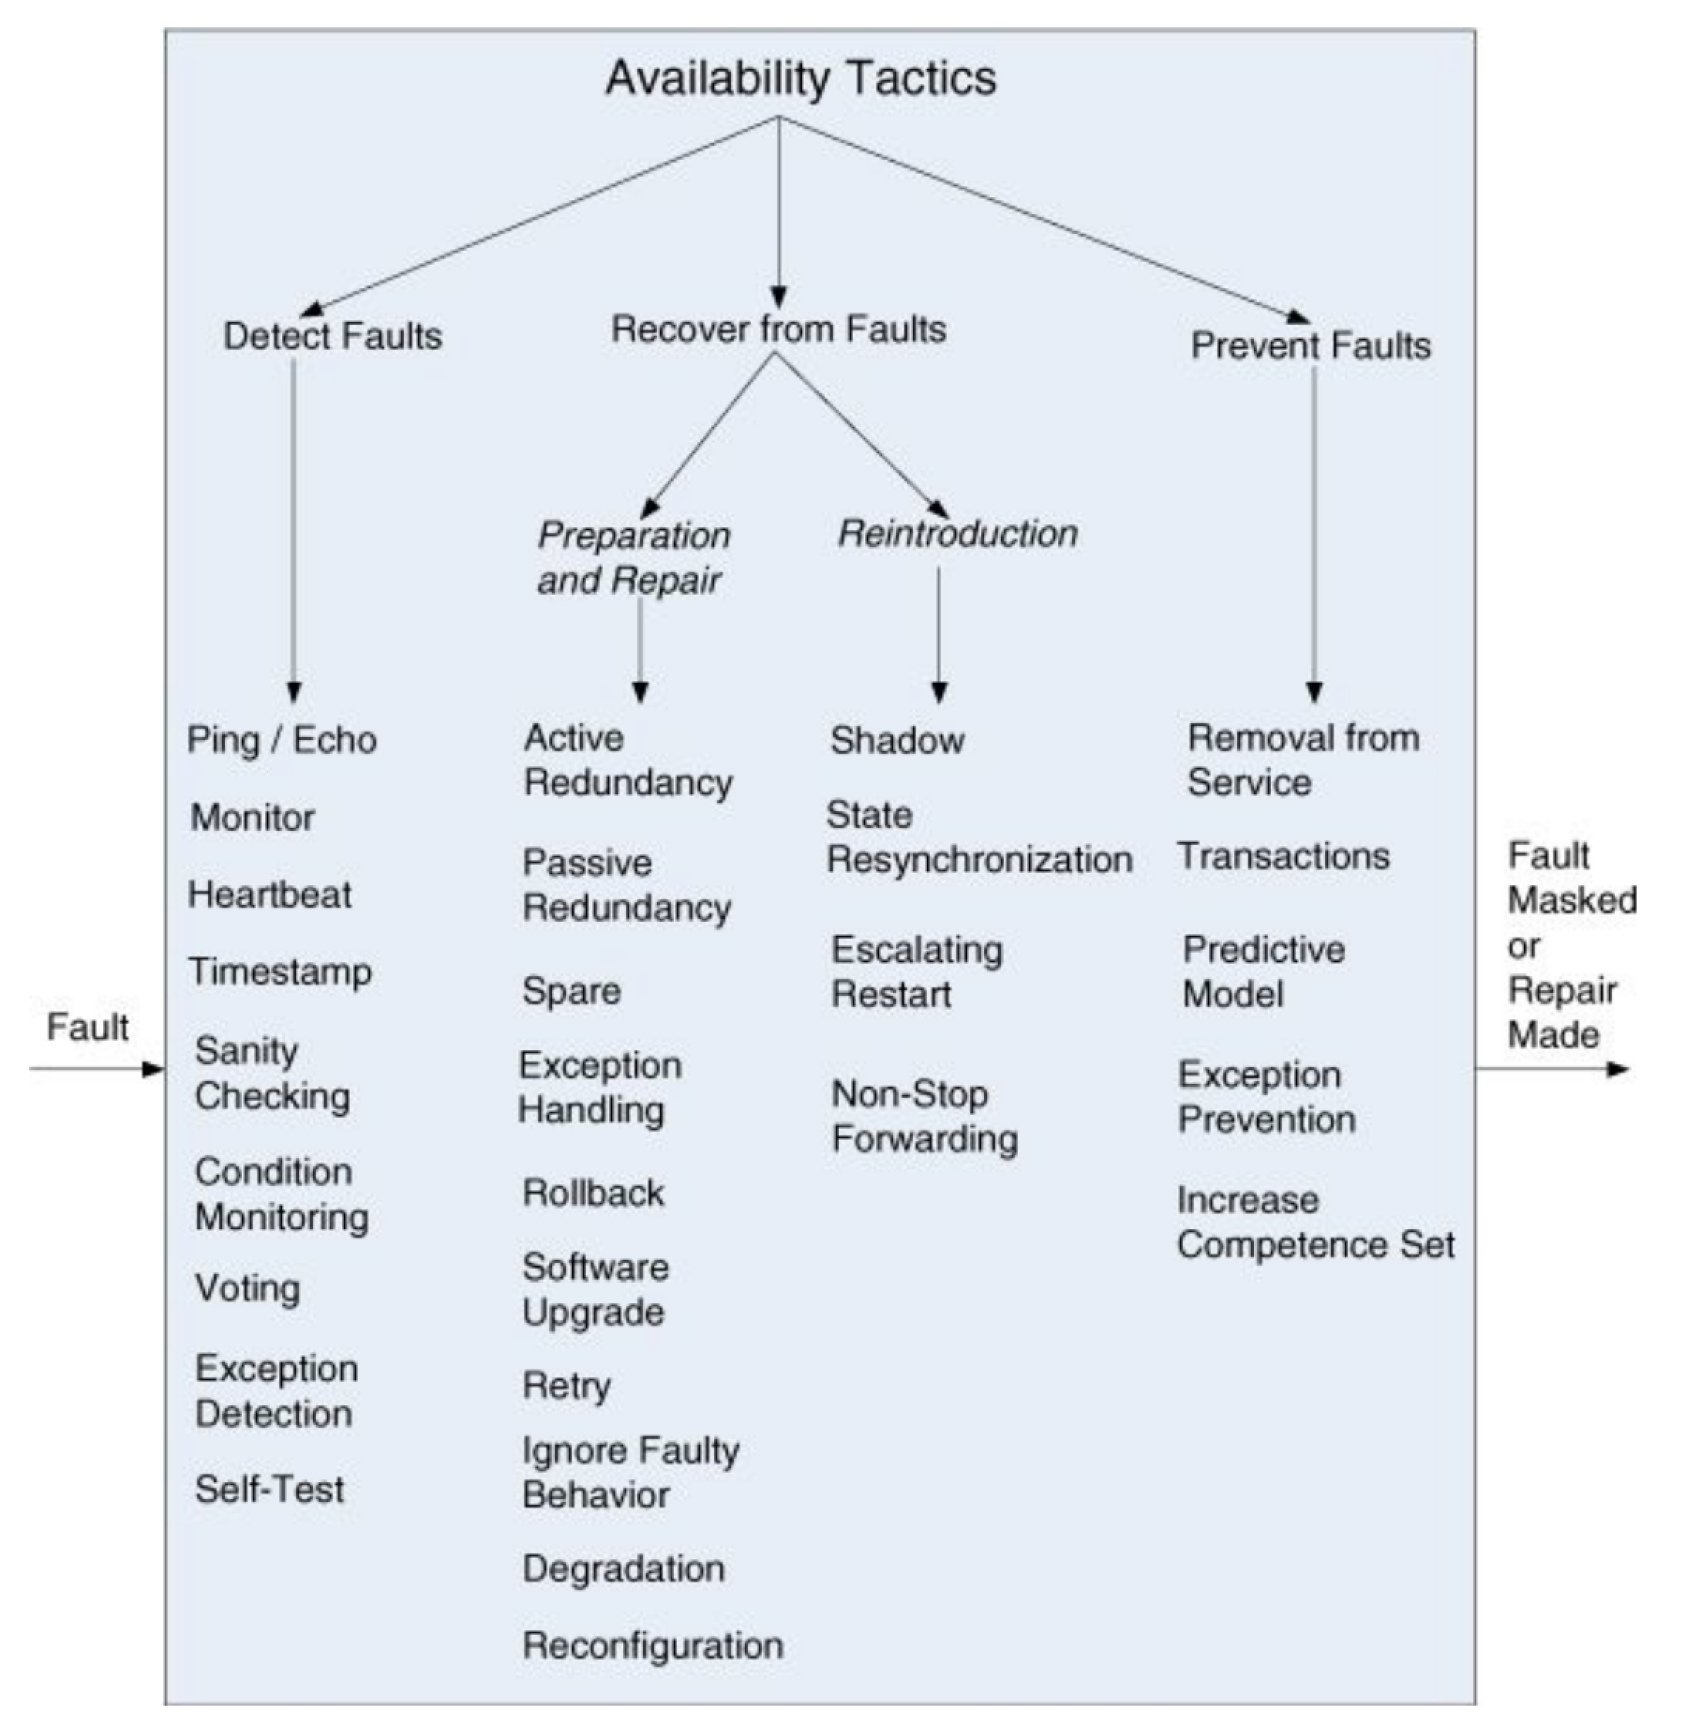 Availability Tactics
Detect Faults
Recover from Faults
Prevent Faults
Preparation
and Repair
Reintroduction
Fault
Ping / Echo
Monitor
Heartbeat
Timestamp
Sanity
Checking
Condition
Monitoring
Voting
Exception
Detection
Self-Test
Active
Redundancy
Passive
Redundancy
Spare
Exception
Handling
Rollback
Software
Upgrade
Retry
Ignore Faulty
Behavior
Degradation
Reconfiguration
Shadow
State
Resynchronization
Escalating
Restart
Non-Stop
Forwarding
Removal from
Service
Transactions
Predictive
Model
Exception
Prevention
Increase
Competence Set
Fault
Masked
or
Repair
Made